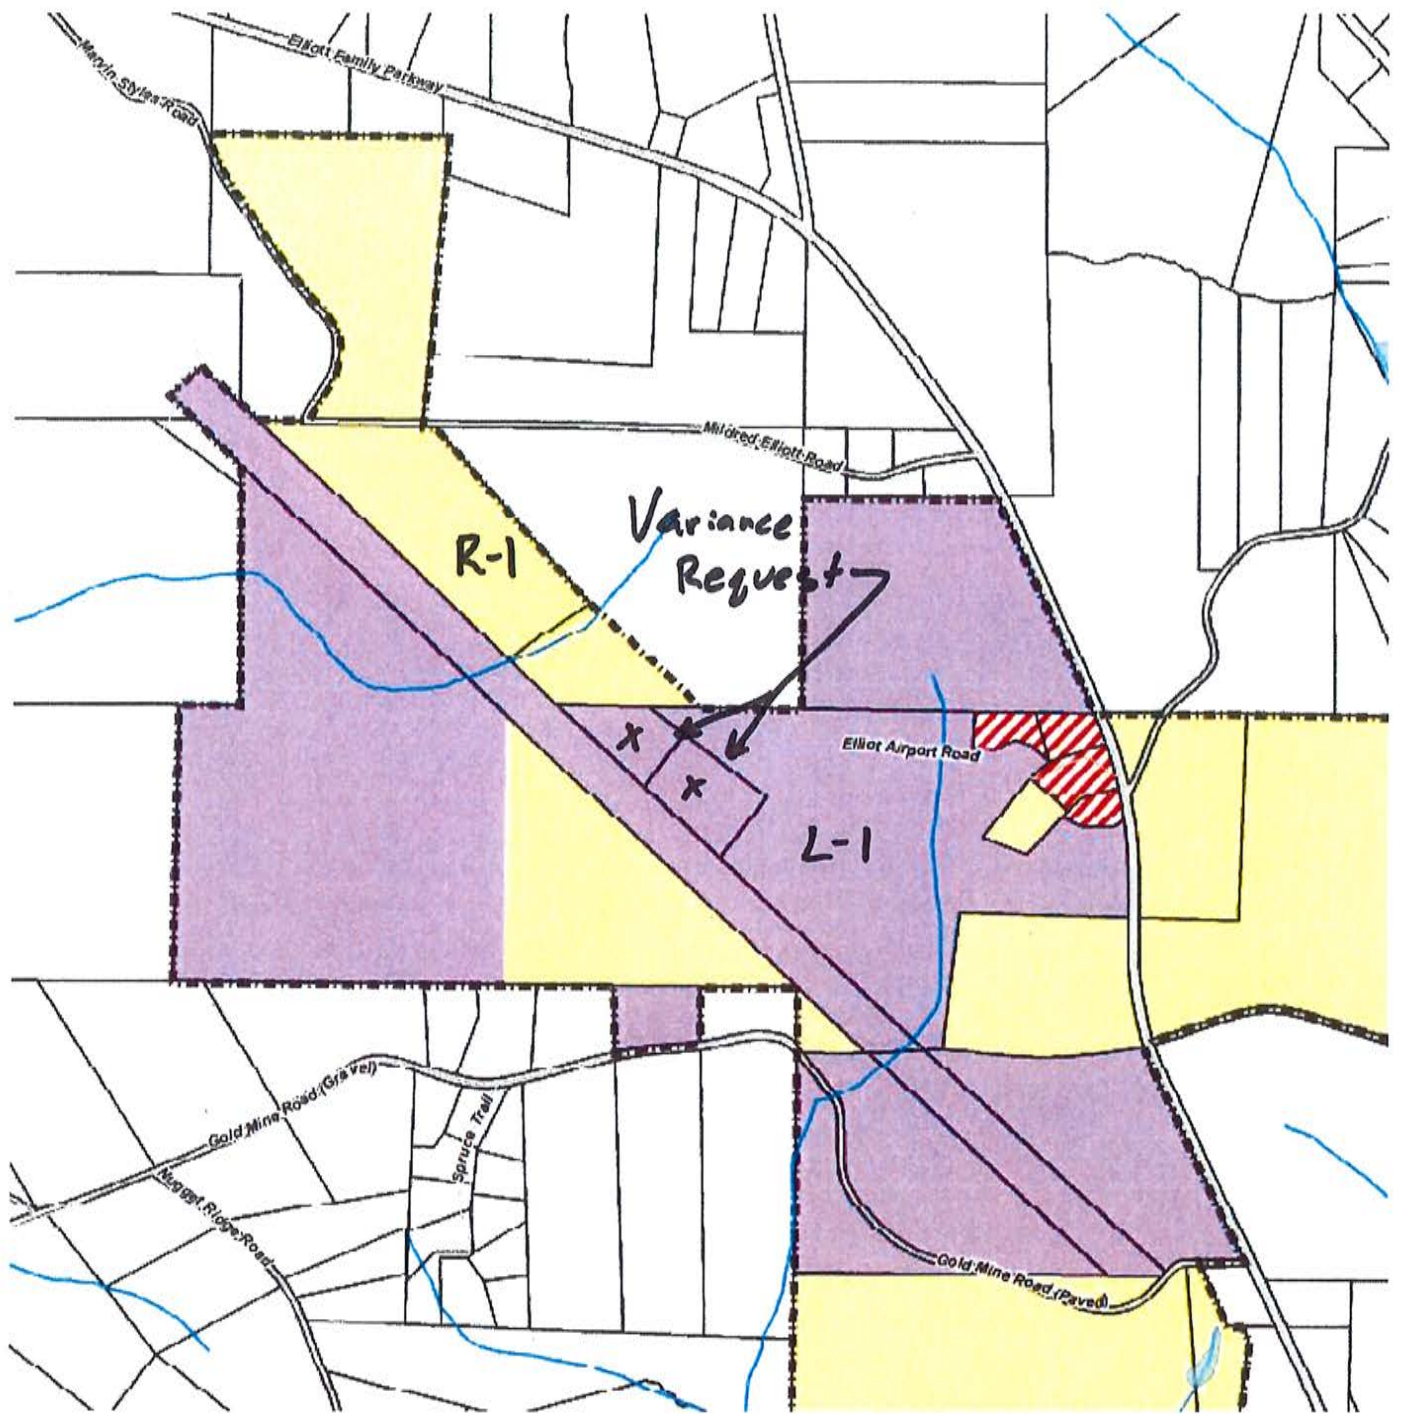 Elliott Family Parkway
Marvin Styles Road
Mildred Elliott Road
Variance
Request
R-1
X
Elliot Airport Road
X
L-1
Gold Mine Road (Gravel)
Spruce Trail
Nugget Ridge Road
Gold Mine Road (Paved)